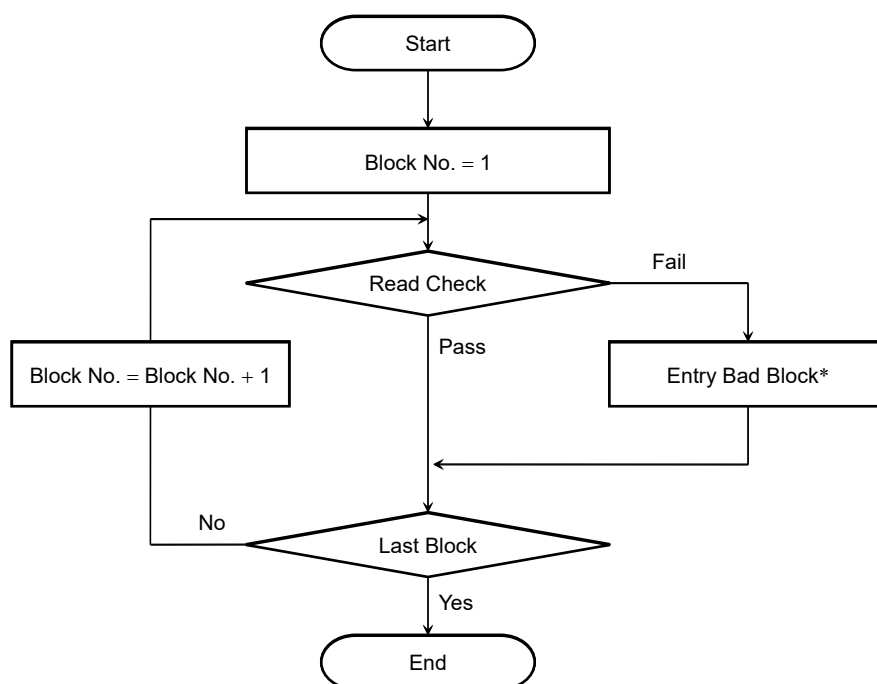 Start
Block No. = 1
Read Check
Fail
Pass
Block No. = Block No. + 1
Entry Bad Block*
No
Last Block
Yes
End